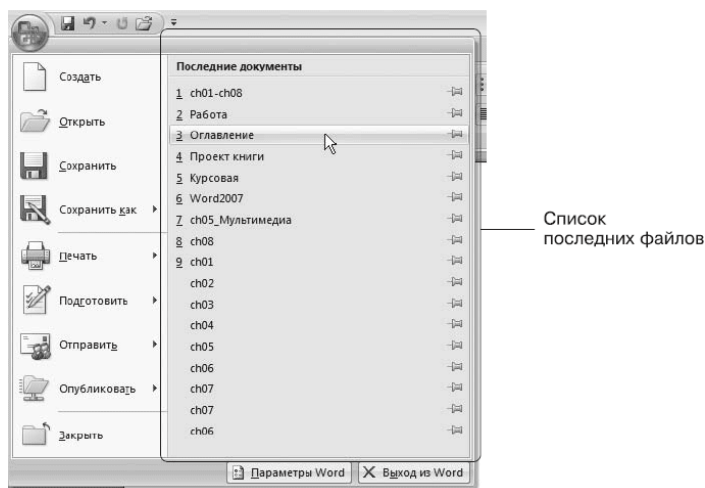 Создать
Открыть
Сохранить
Сохранить как
Печать
Подготовить
Отправить
Опубликовать
Закрыть
Последние документы
1 ch01-ch08
2 Работа
3 Оглавление
4 Проект книги
5 Курсовая
6 Word2007
7 ch05_Мультимедиа
8 ch08
9 ch01
ch02
ch03
ch04
ch05
ch06
ch07
ch07
ch06
Параметры Word
Выход из Word
Список
последних файлов